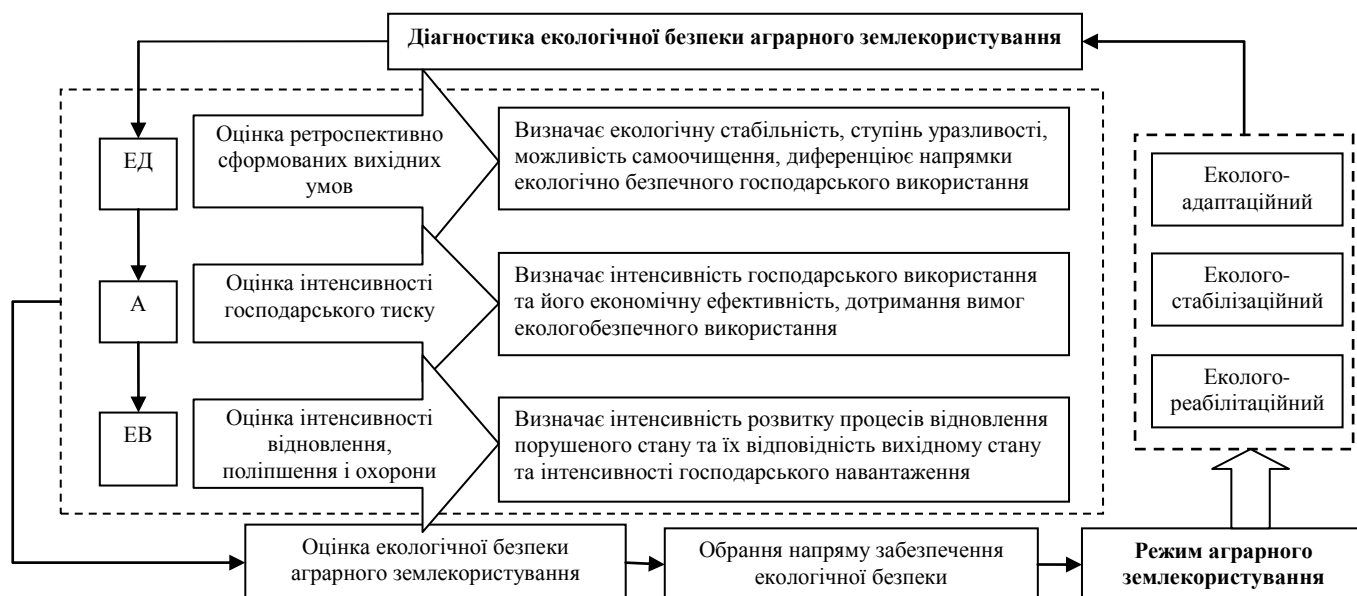 Діагностика екологічної безпеки аграрного землекористування
ЕД
Оцінка ретроспективно
сформованих вихідних
умов
Визначає екологічну стабільність, ступінь уразливості,
можливість самоочищення, диференціює напрямки
екологічно безпечного господарського використання
А
Оцінка інтенсивності
господарського тиску
Визначає інтенсивність господарського використання
та його економічну ефективність, дотримання вимог
екологобезпечного використання
ЕВ
Оцінка інтенсивності
відновлення,
поліпшення і охорони
Визначає інтенсивність розвитку процесів відновлення
порушеного стану та їх відповідність вихідному стану
та інтенсивності господарського навантаження
Еколого-
адаптаційний
Еколого-
стабілізаційний
Еколого-
реабілітаційний
Оцінка екологічної безпеки
аграрного землекористування
Обрання напряму забезпечення
екологічної безпеки
Режим аграрного
землекористування